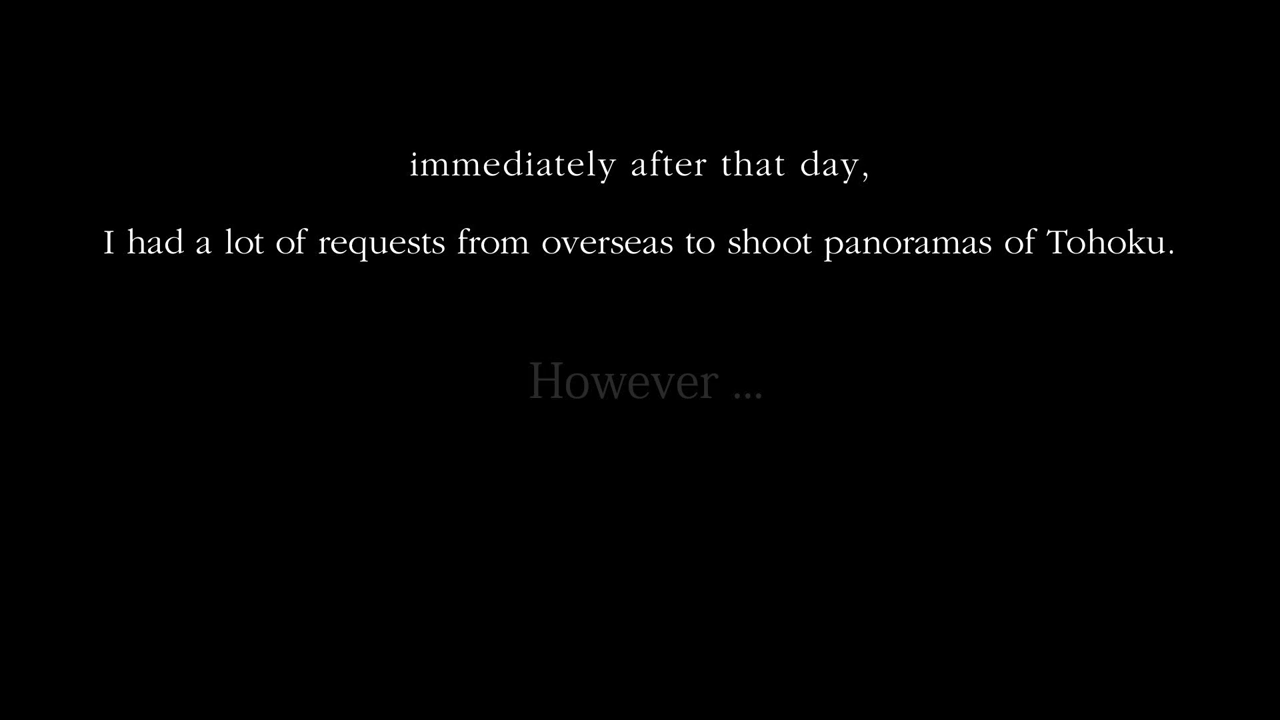 immediately after that day,
I had a lot of requests from overseas to shoot panoramas of Tohoku.
However ...